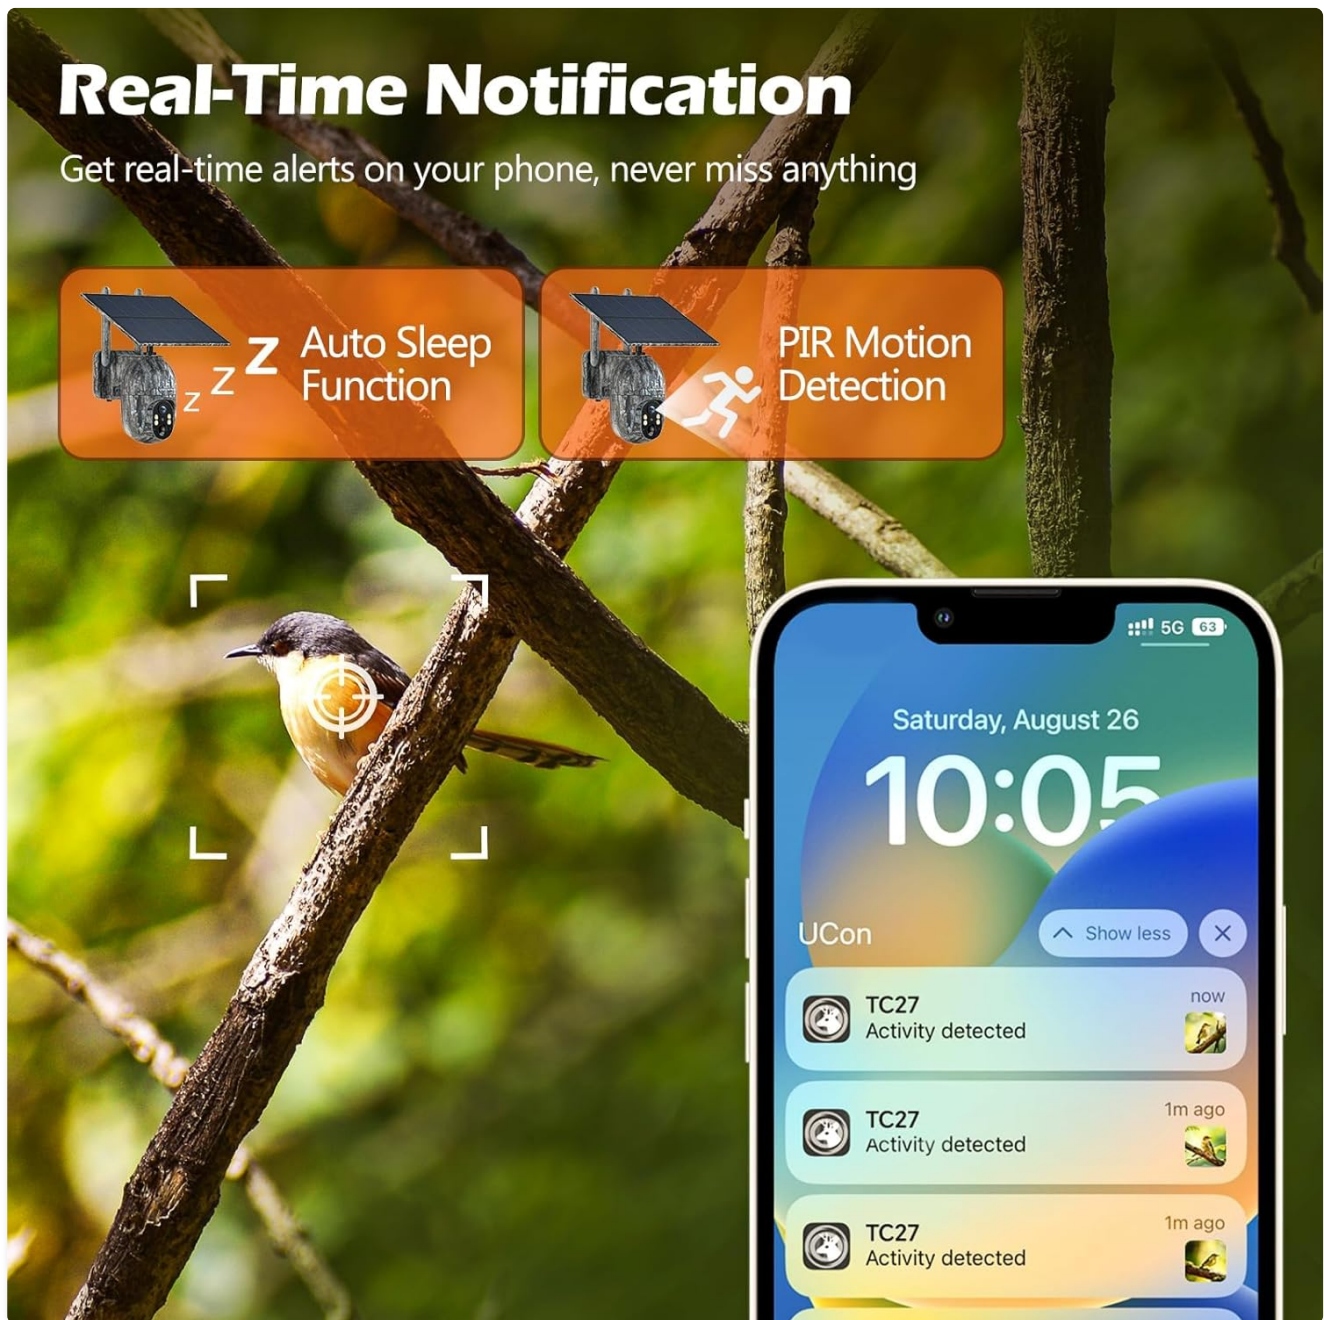 Real-Time Notification
Get real-time alerts on your phone, never miss anything
z z Z
Auto Sleep
Function
PIR Motion
Detection
5G 63
Saturday, August 26
10:05
UCon
Show less
TC27
now
Activity detected
TC27
1m ago
Activity detected
TC27
1m ago
Activity detected